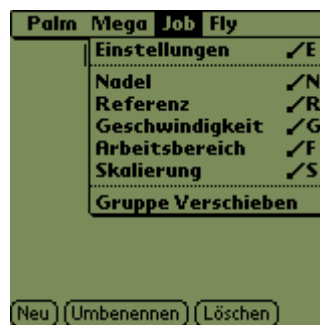 Palm Mega Job Fly
Einstellungen /E
Nadel /N
Referenz /R
Geschwindigkeit /G
Arbeitsbereich /F
Skalierung /S
Gruppe Verschieben
Neu Umbenennen Löschen